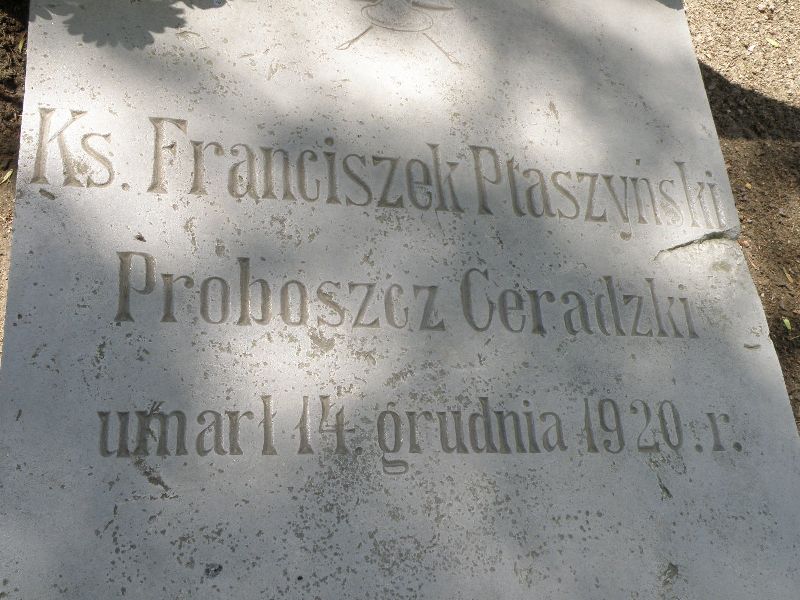 Ks. Franciszek Ptaszyński
Proboszcz Ceradzki
umarł 14. grudnia 1920. r.